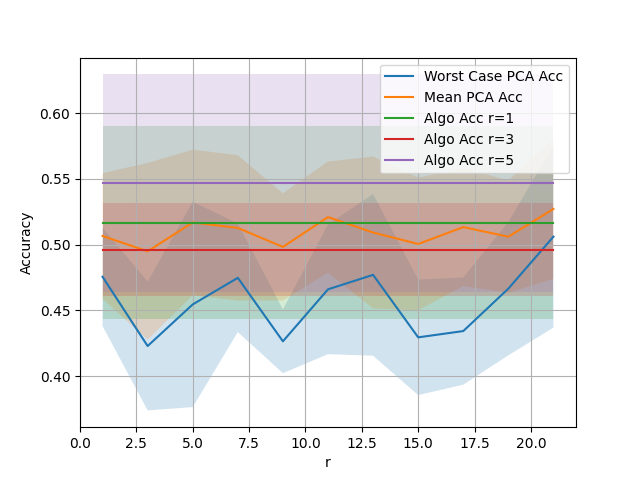 Worst Case PCA Acc
Mean PCA Acc
Algo Acc r=1
Algo Acc r=3
Algo Acc r=5
0.60
0.55
0.50
0.45
0.40
Accuracy
0.0 2.5 5.0 7.5 10.0 12.5 15.0 17.5 20.0
r